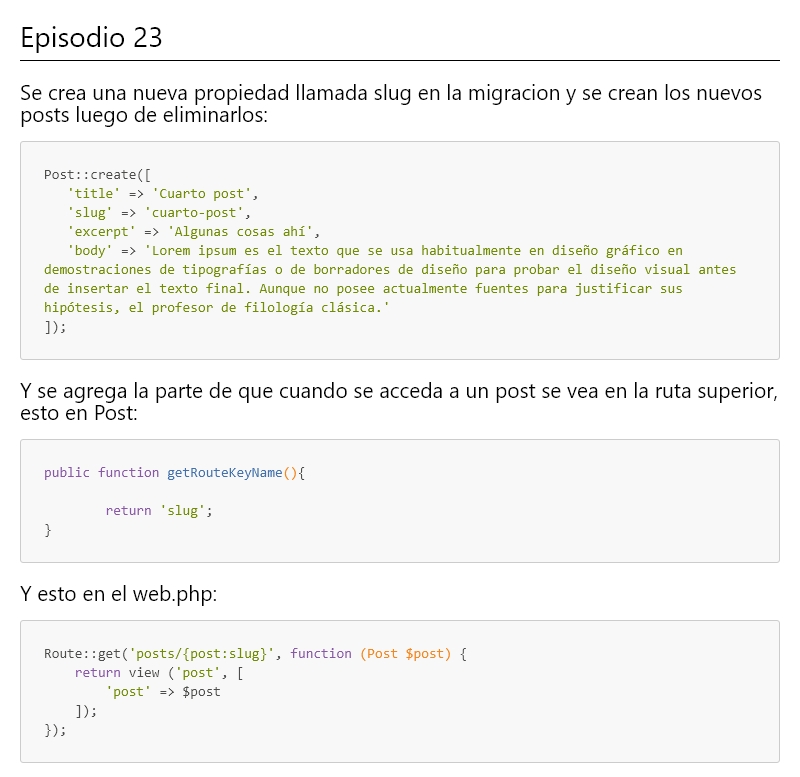 Episodio 23
Se crea una nueva propiedad llamada slug en la migracion y se crean los nuevos
posts luego de eliminarlos:
Post::create([
   'title' => 'Cuarto post',
   'slug' => 'cuarto-post',
   'excerpt' => 'Algunas cosas ahí',
   'body' => 'Lorem ipsum es el texto que se usa habitualmente en diseño gráfico en
demostraciones de tipografías o de borradores de diseño para probar el diseño visual antes
de insertar el texto final. Aunque no posee actualmente fuentes para justificar sus
hipótesis, el profesor de filología clásica.'
]);
Y se agrega la parte de que cuando se acceda a un post se vea en la ruta superior,
esto en Post:
public function getRouteKeyName(){
        return 'slug';
}
Y esto en el web.php:
Route::get('posts/{post:slug}', function (Post $post) {
    return view ('post', [
        'post' => $post
    ]);
});